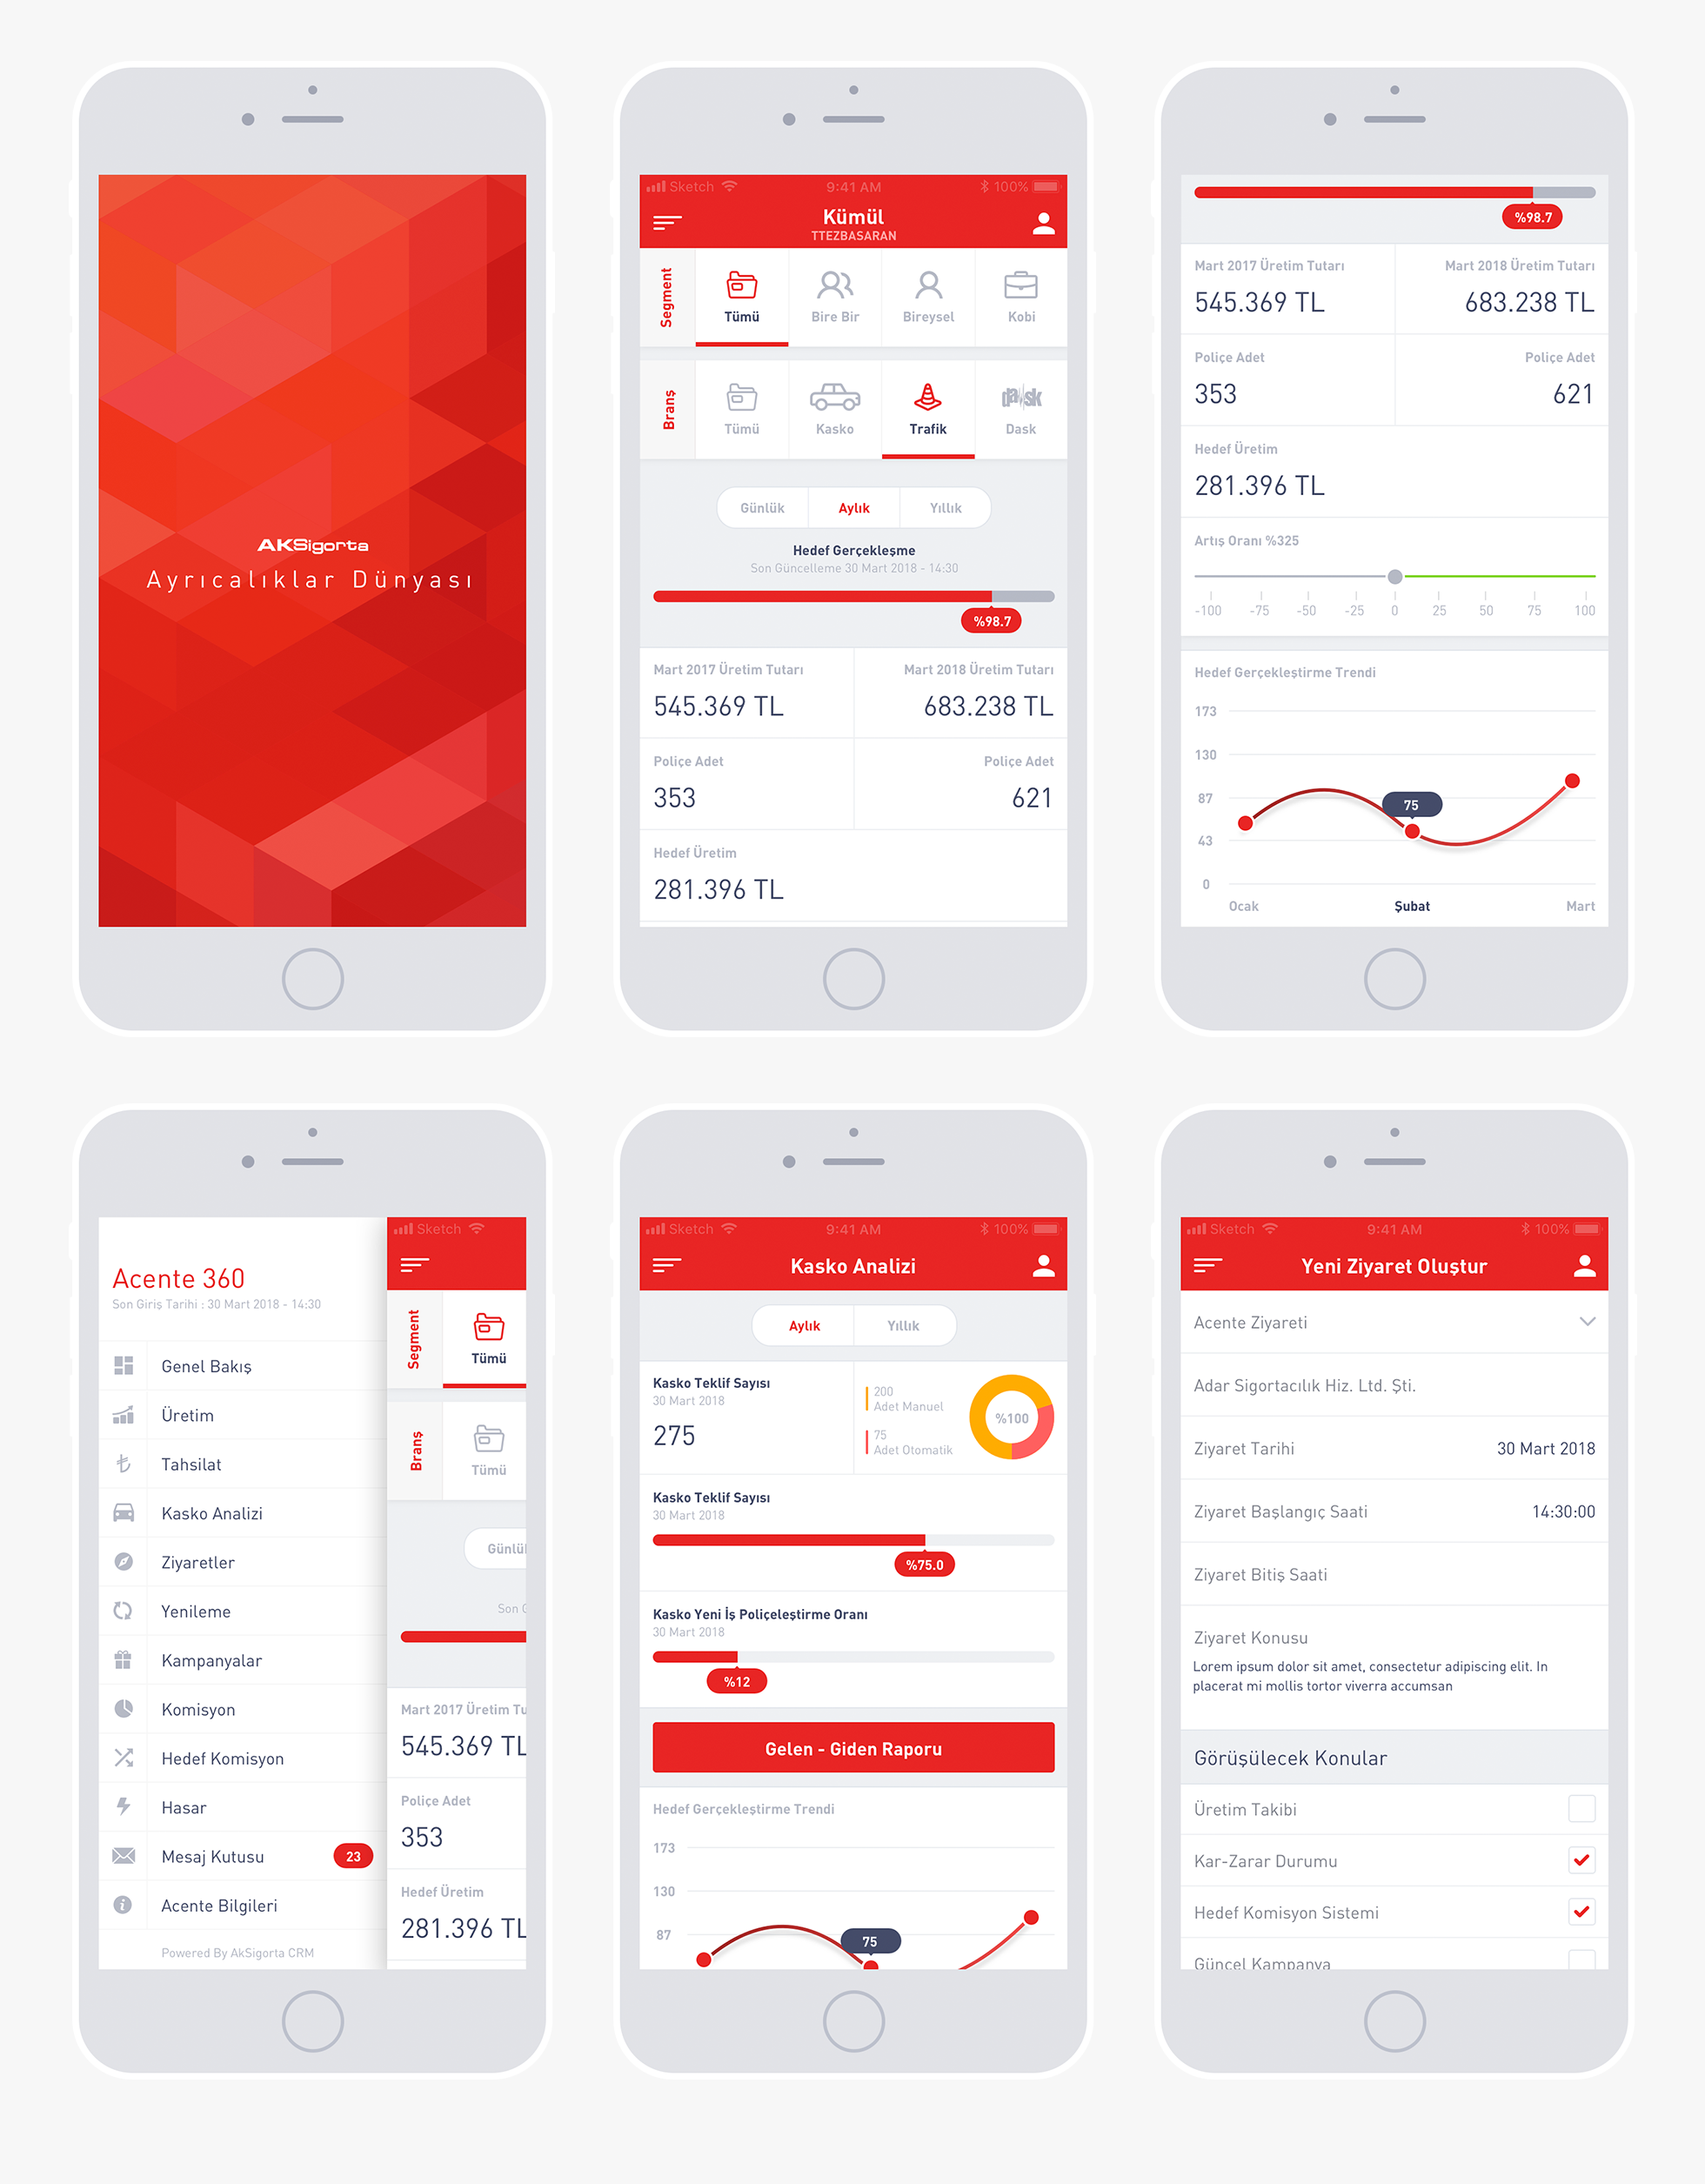 AKSigorta
Ayrıcalıklar Dünyası
Sketch 9:41 AM 100%
Kümül
TTEZBASARAN
Segment
Tümü Bire Bir Bireysel Kobi
Branş
dask
Tümü Kasko Trafik Dask
Günlük Aylık Yıllık
Hedef Gerçekleşme
Son Güncelleme 30 Mart 2018 - 14:30
%98.7
Mart 2017 Üretim Tutarı Mart 2018 Üretim Tutarı
545.369 TL 683.238 TL
Poliçe Adet Poliçe Adet
353 621
Hedef Üretim
281.396 TL
%98.7
Mart 2017 Üretim Tutarı Mart 2018 Üretim Tutarı
545.369 TL 683.238 TL
Poliçe Adet Poliçe Adet
353 621
Hedef Üretim
281.396 TL
Artış Oranı %325
-100 -75 -50 -25 0 25 50 75 100
Hedef Gerçekleştirme Trendi
173
130
87
75
43
0
Ocak Şubat Mart
Acente 360
Son Giriş Tarihi : 30 Mart 2018 - 14:30
Genel Bakış
Üretim
Tahsilat
Kasko Analizi
Ziyaretler
Yenileme
Kampanyalar
Komisyon
Hedef Komisyon
Hasar
Mesaj Kutusu 23
Acente Bilgileri
Powered By AkSigorta CRM
Sketch
Segment
Tümü
Branş
Tümü
Günlü
Son G
Mart 2017 Üretim Tu
545.369 TL
Poliçe Adet
353
Hedef Üretim
281.396 TL
Sketch 9:41 AM 100%
Kasko Analizi
Aylık Yıllık
Kasko Teklif Sayısı
30 Mart 2018
275
200
Adet Manuel
75
Adet Otomatik
%100
Kasko Teklif Sayısı
30 Mart 2018
%75.0
Kasko Yeni İş Poliçeleştirme Oranı
30 Mart 2018
%12
Gelen - Giden Raporu
Hedef Gerçekleştirme Trendi
173
130
87
75
Sketch 9:41 AM 100%
Yeni Ziyaret Oluştur
Acente Ziyareti
Adar Sigortacılık Hiz. Ltd. Şti.
Ziyaret Tarihi 30 Mart 2018
Ziyaret Başlangıç Saati 14:30:00
Ziyaret Bitiş Saati
Ziyaret Konusu
Lorem ipsum dolor sit amet, consectetur adipiscing elit. In
placerat mi mollis tortor viverra accumsan
Görüşülecek Konular
Üretim Takibi
Kar-Zarar Durumu
Hedef Komisyon Sistemi
Güncel Kampanya